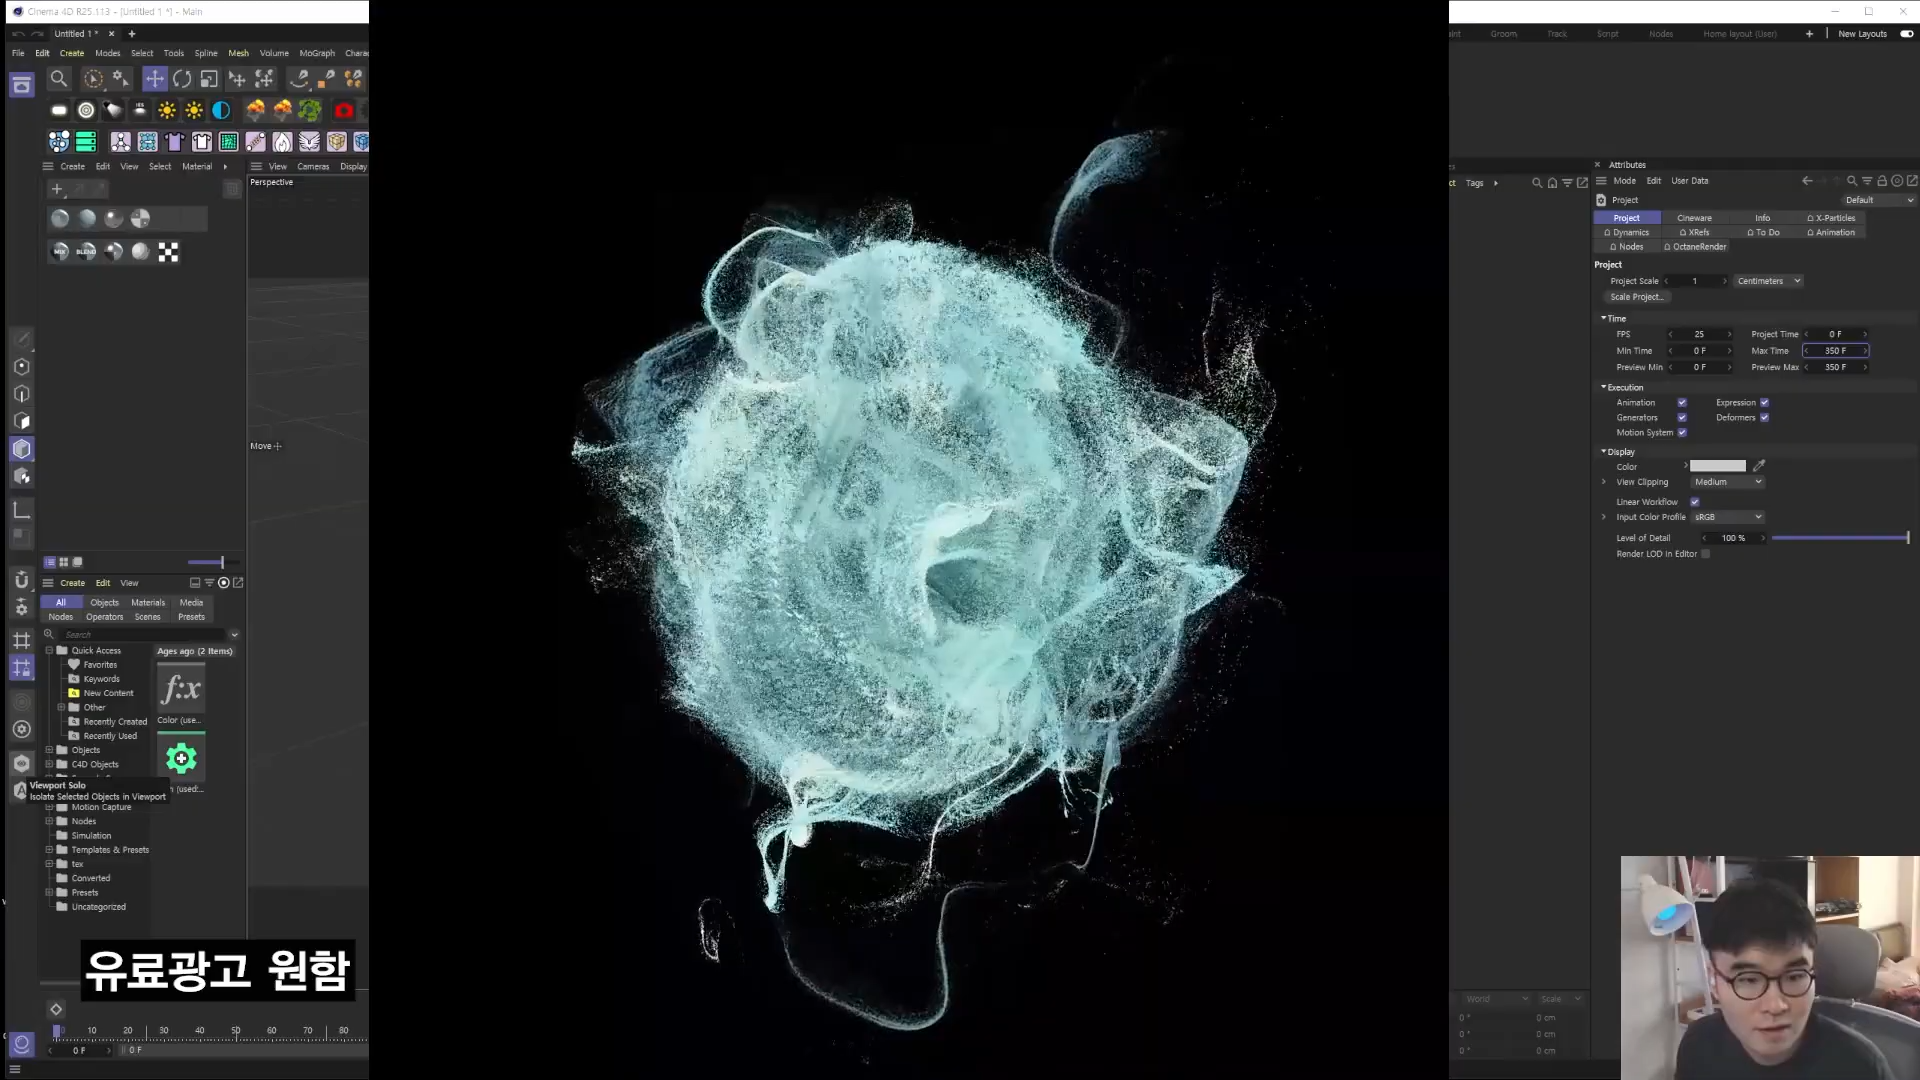 Cinema 4D R25.113 - [Untitled 1 *] - Main
Untitled 1 *
File Edit Create Modes Select Tools Spline Mesh Volume MoGraph Charac
Groom Track Script Nodes Home layout (User) New Layouts
Create Edit View Select Material
View Cameras Display
Perspective
MIX BLEND
Move
Create Edit View
All Objects Materials Media
Nodes Operators Scenes Presets
Search
Quick Access
Favorites
Keywords
New Content
Other
Recently Created
Recently Used
Objects
C4D Objects
Viewport Solo
Isolate Selected Objects in Viewport
Motion Capture
Nodes
Simulation
Templates & Presets
tex
Converted
Presets
Uncategorized
Ages ago (2 Items)
f:x
Color (use...
(used:...
유료광고 원함
0 10 20 30 40 50 60 70 80
0 F 0 F
Tags
Attributes
Mode Edit User Data
Project Default
Project Cineware Info X-Particles
Dynamics XRefs To Do Animation
Nodes OctaneRender
Project
Project Scale 1 Centimeters
Scale Project...
Time
FPS 25 Project Time 0 F
Min Time 0 F Max Time 350 F
Preview Min 0 F Preview Max 350 F
Execution
Animation Expression
Generators Deformers
Motion System
Display
Color
View Clipping Medium
Linear Workflow
Input Color Profile sRGB
Level of Detail 100 %
Render LOD in Editor
World Scale
0 ° 0 cm
0 ° 0 cm
0 ° 0 cm